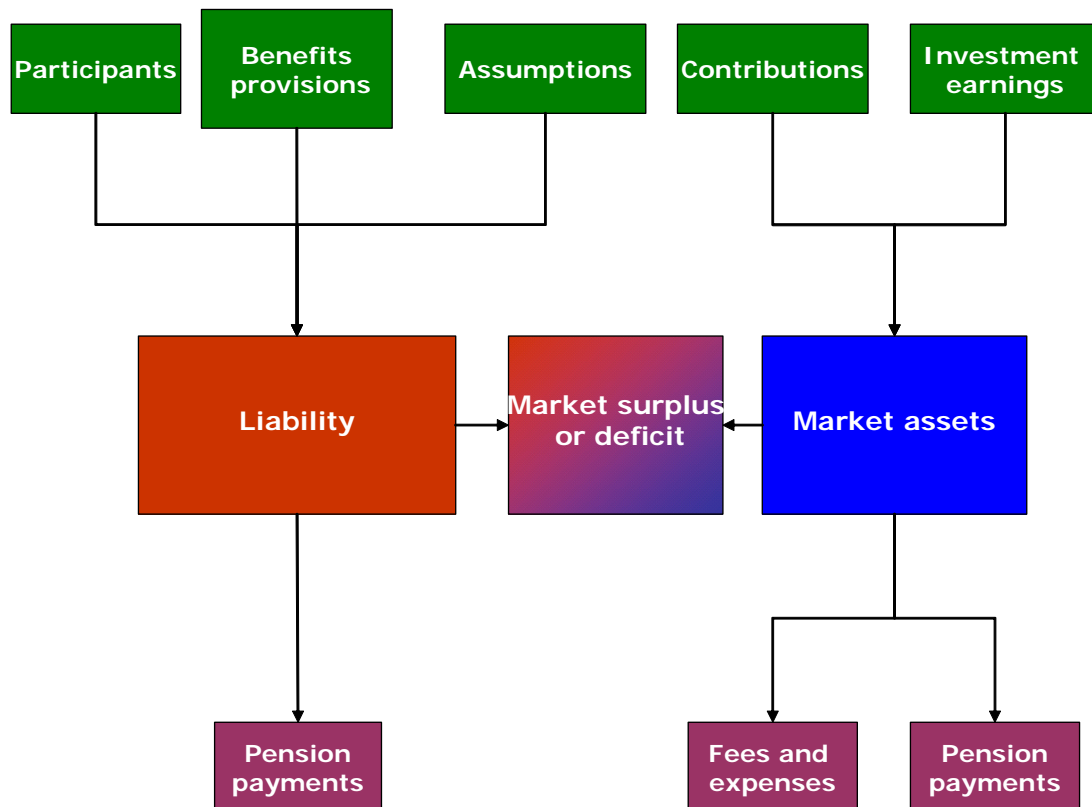 Participants
Benefits
provisions
Assumptions
Contributions
Investment
earnings
Liability
Market surplus
or deficit
Market assets
Pension
payments
Fees and
expenses
Pension
payments